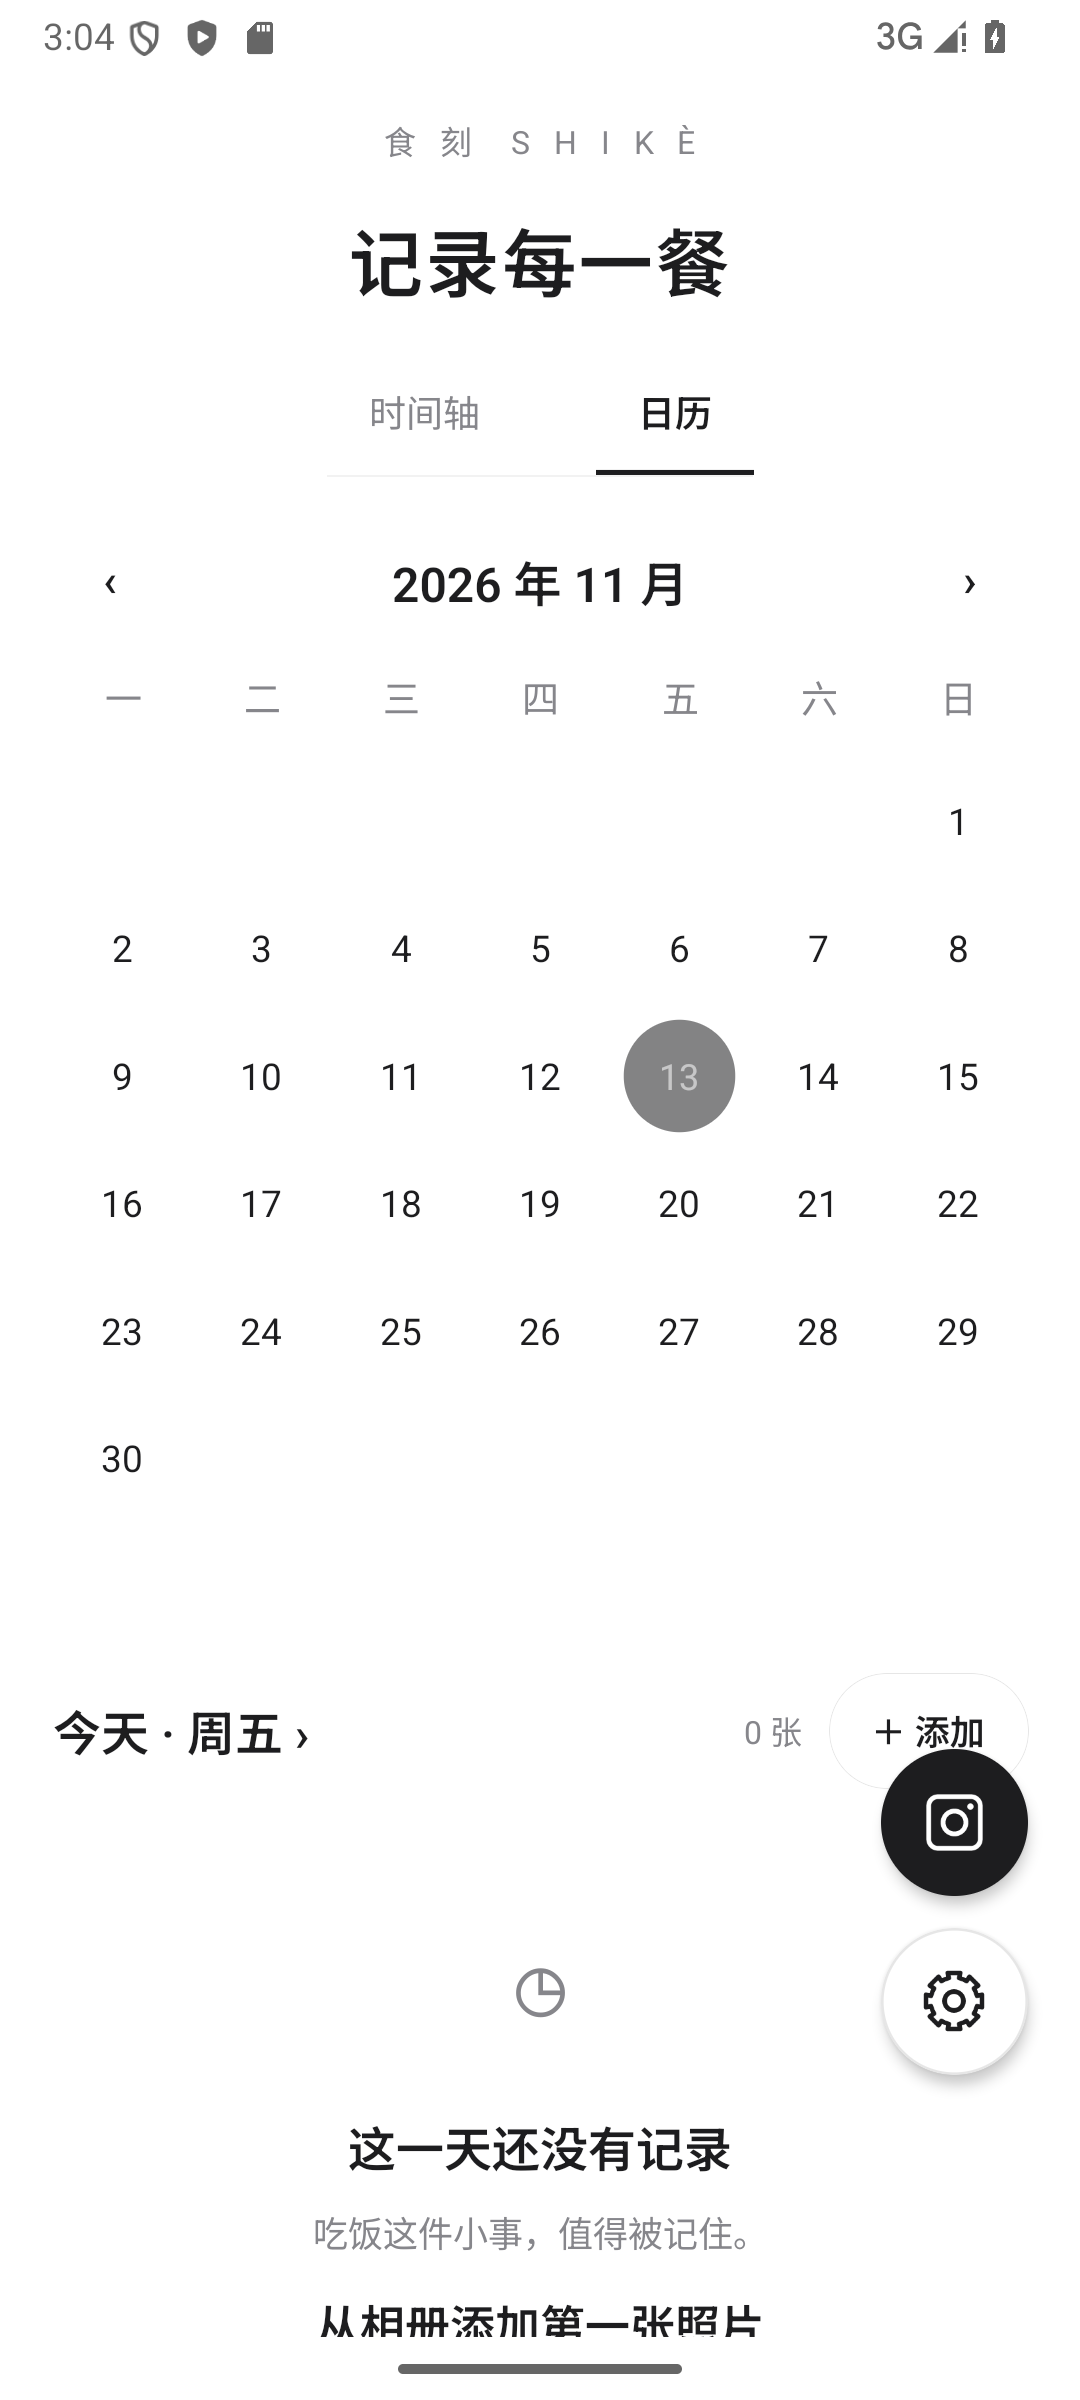 3:04 3G
食刻 SHIKÈ
记录每一餐
时间轴 日历
‹ 2026 年 11 月 ›
一 二 三 四 五 六 日
1
2 3 4 5 6 7 8
9 10 11 12 13 14 15
16 17 18 19 20 21 22
23 24 25 26 27 28 29
30
今天 · 周五 › 0 张 + 添加
这一天还没有记录
吃饭这件小事，值得被记住。
从相册添加第一张照片